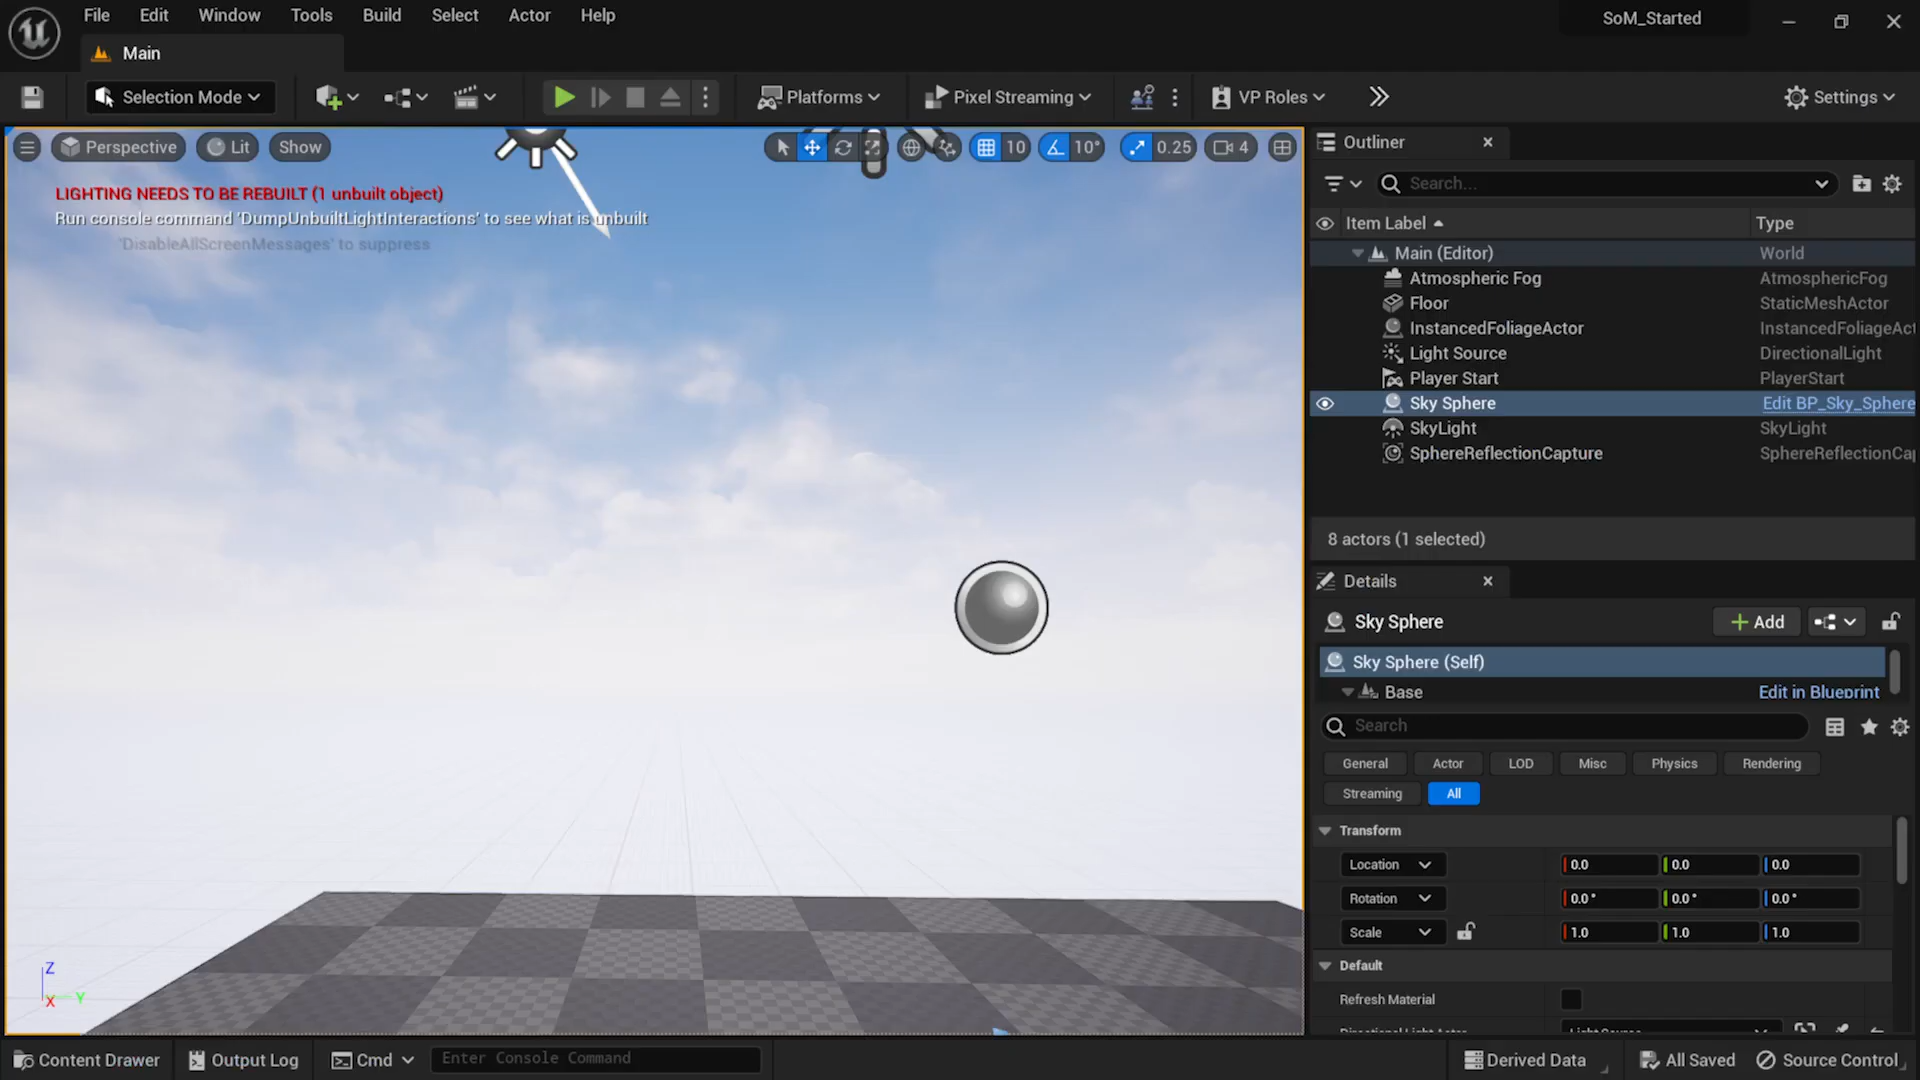 File Edit Window Tools Build Select Actor Help
SoM_Started
Main
Selection Mode
Platforms
Pixel Streaming
VP Roles
Settings
Perspective Lit Show
10 10° 0.25 4
LIGHTING NEEDS TO BE REBUILT (1 unbuilt object)
Run console command 'DumpUnbuiltLightInteractions' to see what is unbuilt
'DisableAllScreenMessages' to suppress
Z
X Y
Outliner
Search...
Item Label Type
Main (Editor) World
Atmospheric Fog AtmosphericFog
Floor StaticMeshActor
InstancedFoliageActor InstancedFoliageAct
Light Source DirectionalLight
Player Start PlayerStart
Sky Sphere Edit BP_Sky_Sphere
SkyLight SkyLight
SphereReflectionCapture SphereReflectionCap
8 actors (1 selected)
Details
Sky Sphere Add
Sky Sphere (Self)
Base Edit in Blueprint
Search
General Actor LOD Misc Physics Rendering
Streaming All
Transform
Location 0.0 0.0 0.0
Rotation 0.0° 0.0° 0.0°
Scale 1.0 1.0 1.0
Default
Refresh Material
Content Drawer Output Log Cmd Enter Console Command Derived Data All Saved Source Control